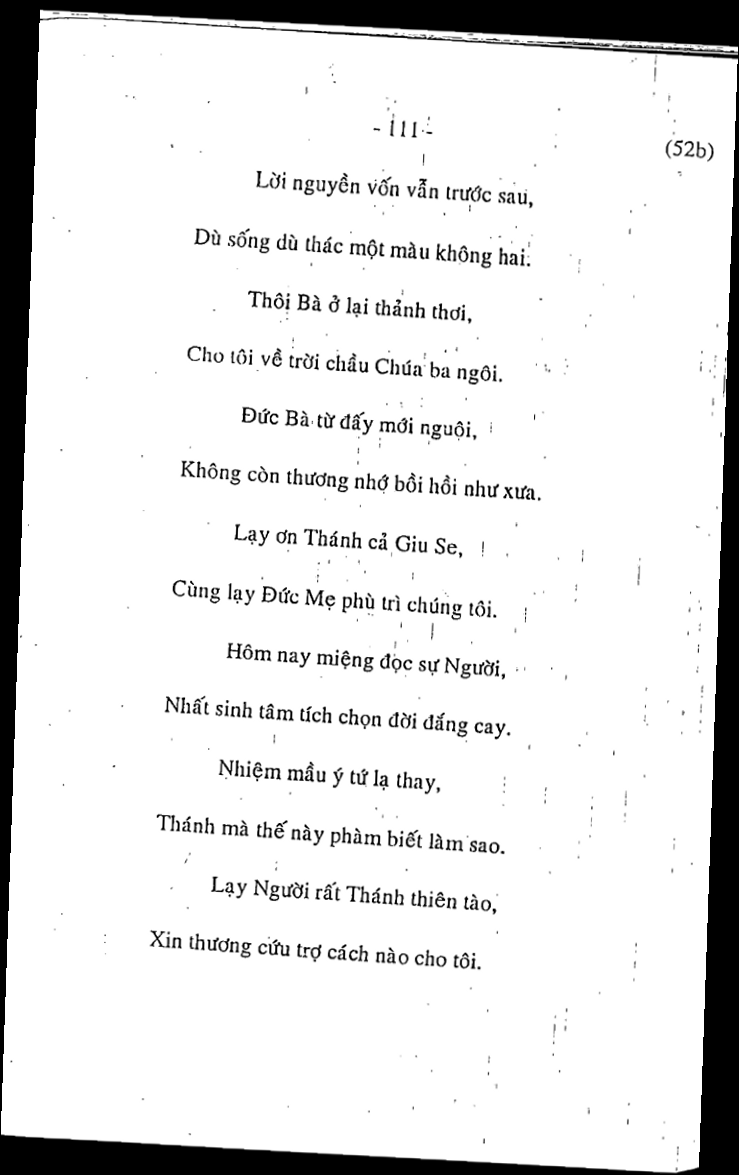 - 111 -
(52b)
Lời nguyền vốn vẫn trước sau,
Dù sống dù thác một màu không hai.
Thôi Bà ở lại thảnh thơi,
Cho tôi về trời chầu Chúa ba ngôi.
Đức Bà từ đấy mới nguội,
Không còn thương nhớ bồi hồi như xưa.
Lạy ơn Thánh cả Giu Se,
Cùng lạy Đức Mẹ phù trì chúng tôi.
Hôm nay miệng đọc sự Người,
Nhất sinh tâm tích chọn đời đắng cay.
Nhiệm mầu ý tứ lạ thay,
Thánh mà thế này phàm biết làm sao.
Lạy Người rất Thánh thiên tào,
Xin thương cứu trợ cách nào cho tôi.